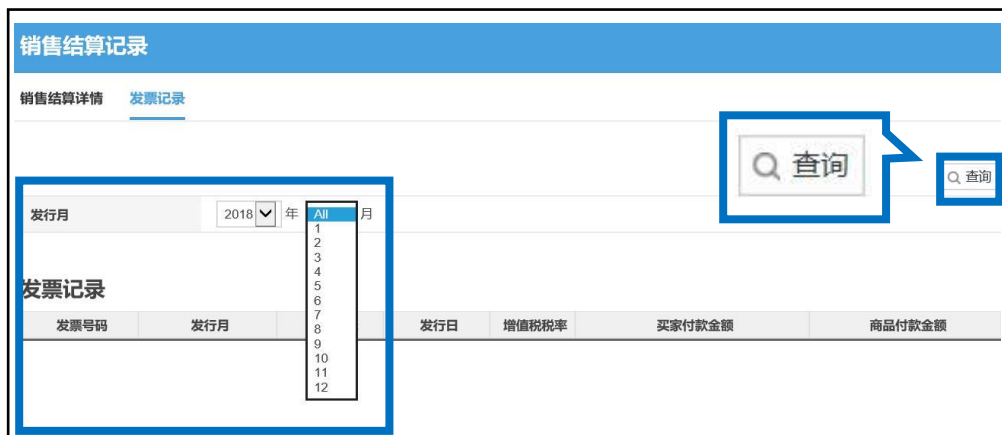 销售结算记录
销售结算详情 发票记录
查询
查询
发行月 2018 年 All 月
1
2
3
4
5
6
7
8
9
10
11
12
发票记录
发票号码 发行月 发行日 增值税税率 买家付款金额 商品付款金额